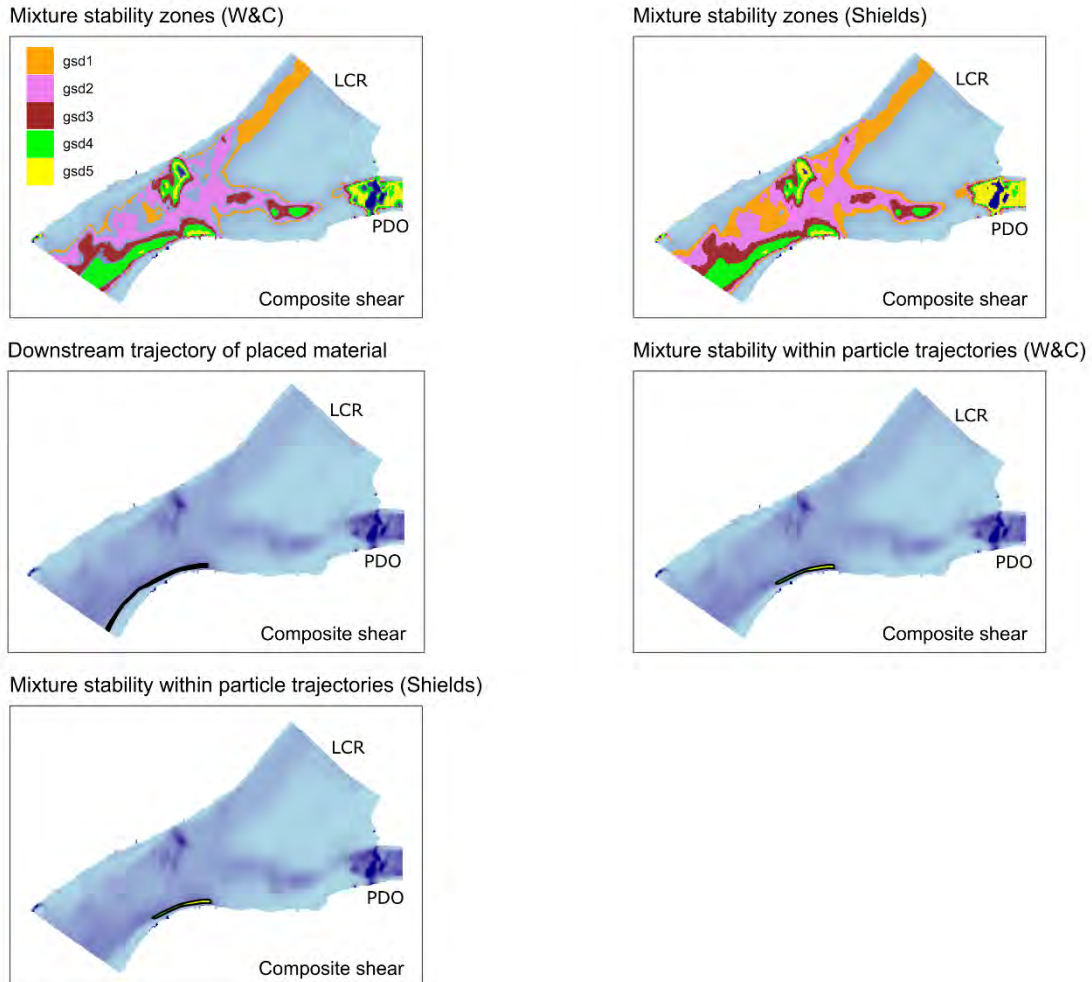 Mixture stability zones (W&C)
gsd1
gsd2
gsd3
gsd4
gsd5
LCR
PDO
Composite shear
Mixture stability zones (Shields)
LCR
PDO
Composite shear
Downstream trajectory of placed material
LCR
PDO
Composite shear
Mixture stability within particle trajectories (W&C)
LCR
PDO
Composite shear
Mixture stability within particle trajectories (Shields)
LCR
PDO
Composite shear